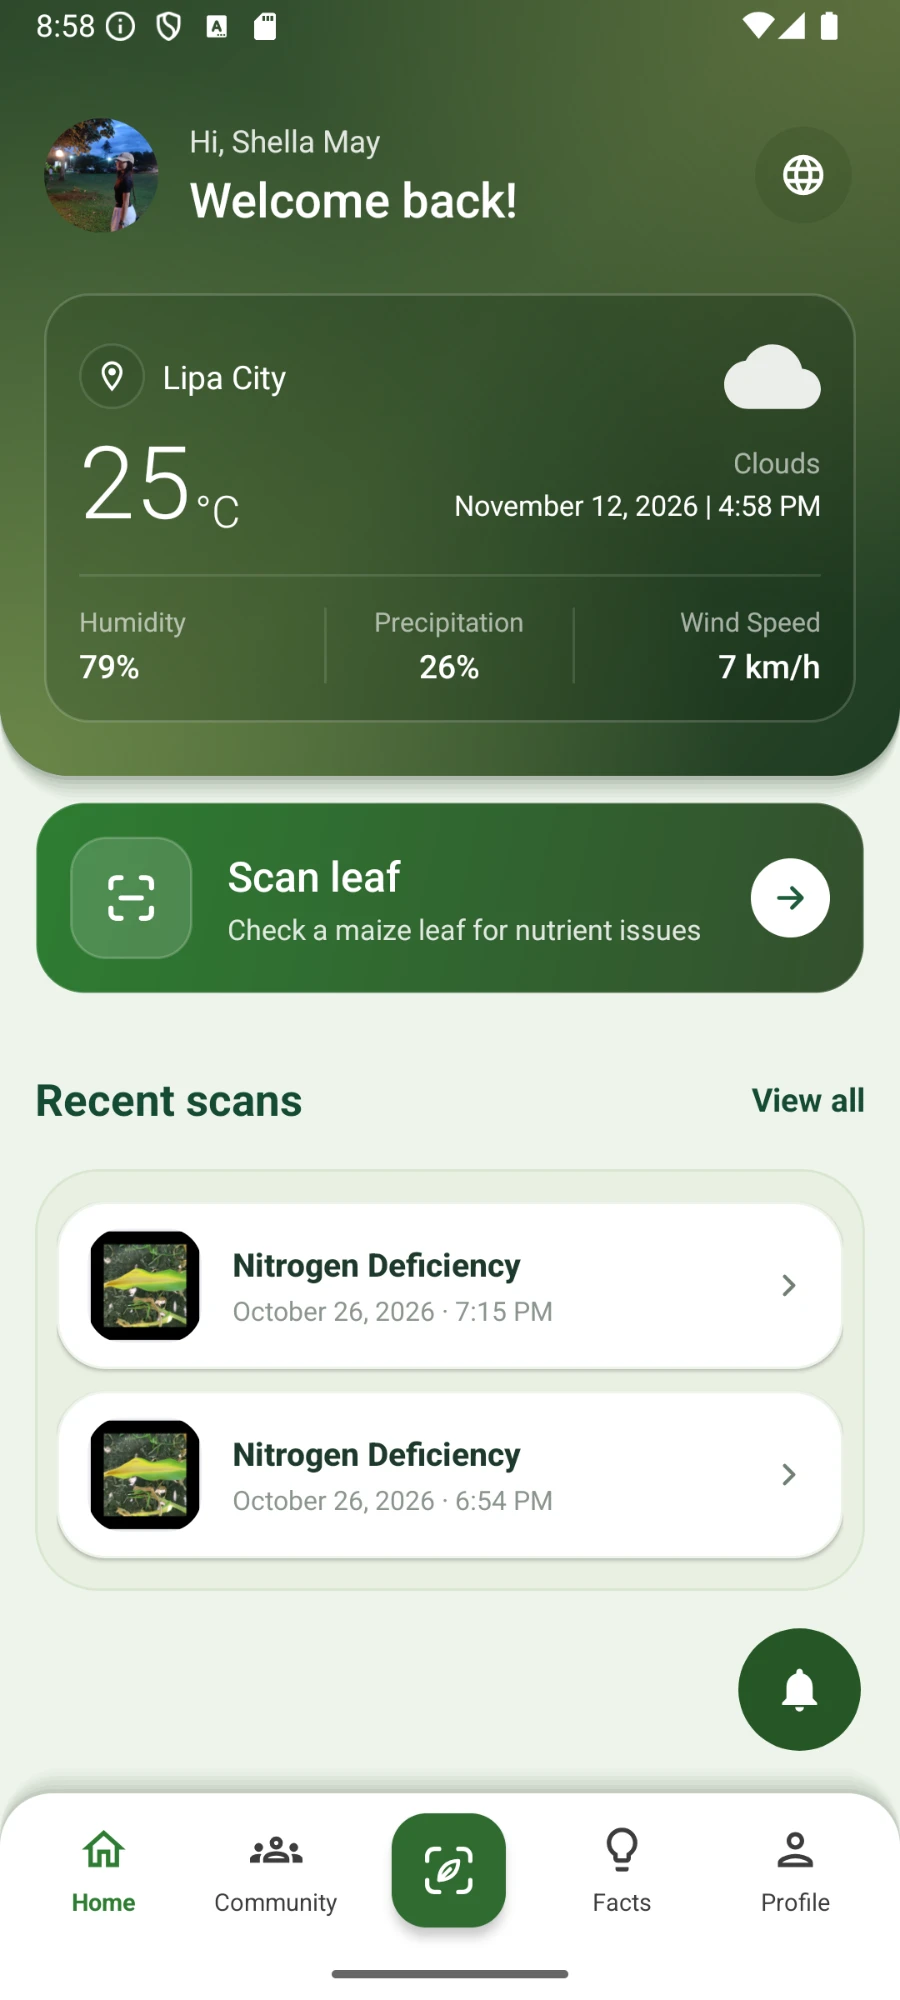 8:58
Hi, Shella May
Welcome back!
Lipa City
25 °C
Clouds
November 12, 2026 | 4:58 PM
Humidity
79%
Precipitation
26%
Wind Speed
7 km/h
Scan leaf
Check a maize leaf for nutrient issues
Recent scans
View all
Nitrogen Deficiency
October 26, 2026 · 7:15 PM
Nitrogen Deficiency
October 26, 2026 · 6:54 PM
Home
Community
Facts
Profile